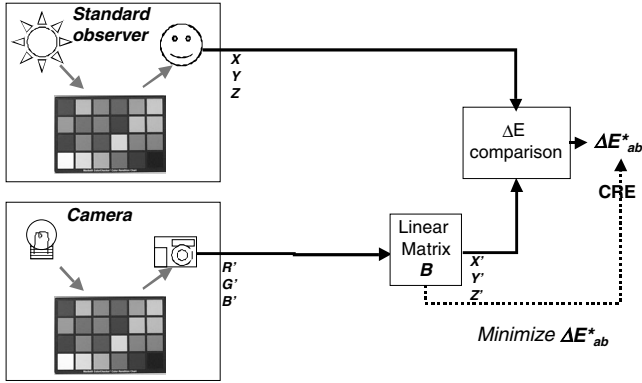 Standard
observer
X
Y
Z
ΔE
comparison
ΔE*ab
CRE
Camera
R'
G'
B'
Linear
Matrix
B
X'
Y'
Z'
Minimize ΔE*ab